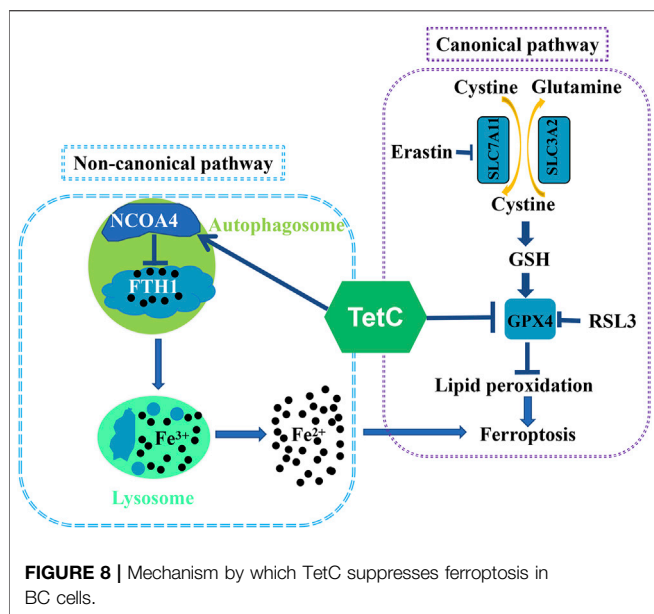 Canonical pathway
Cystine Glutamine
Erastin
SLC7A11
SLC3A2
Cystine
GSH
GPX4
RSL3
Lipid peroxidation
Ferroptosis
Non-canonical pathway
NCOA4
Autophagosome
FTH1
TetC
Fe3+
Fe2+
Lysosome
FIGURE 8 | Mechanism by which TetC suppresses ferroptosis in
BC cells.